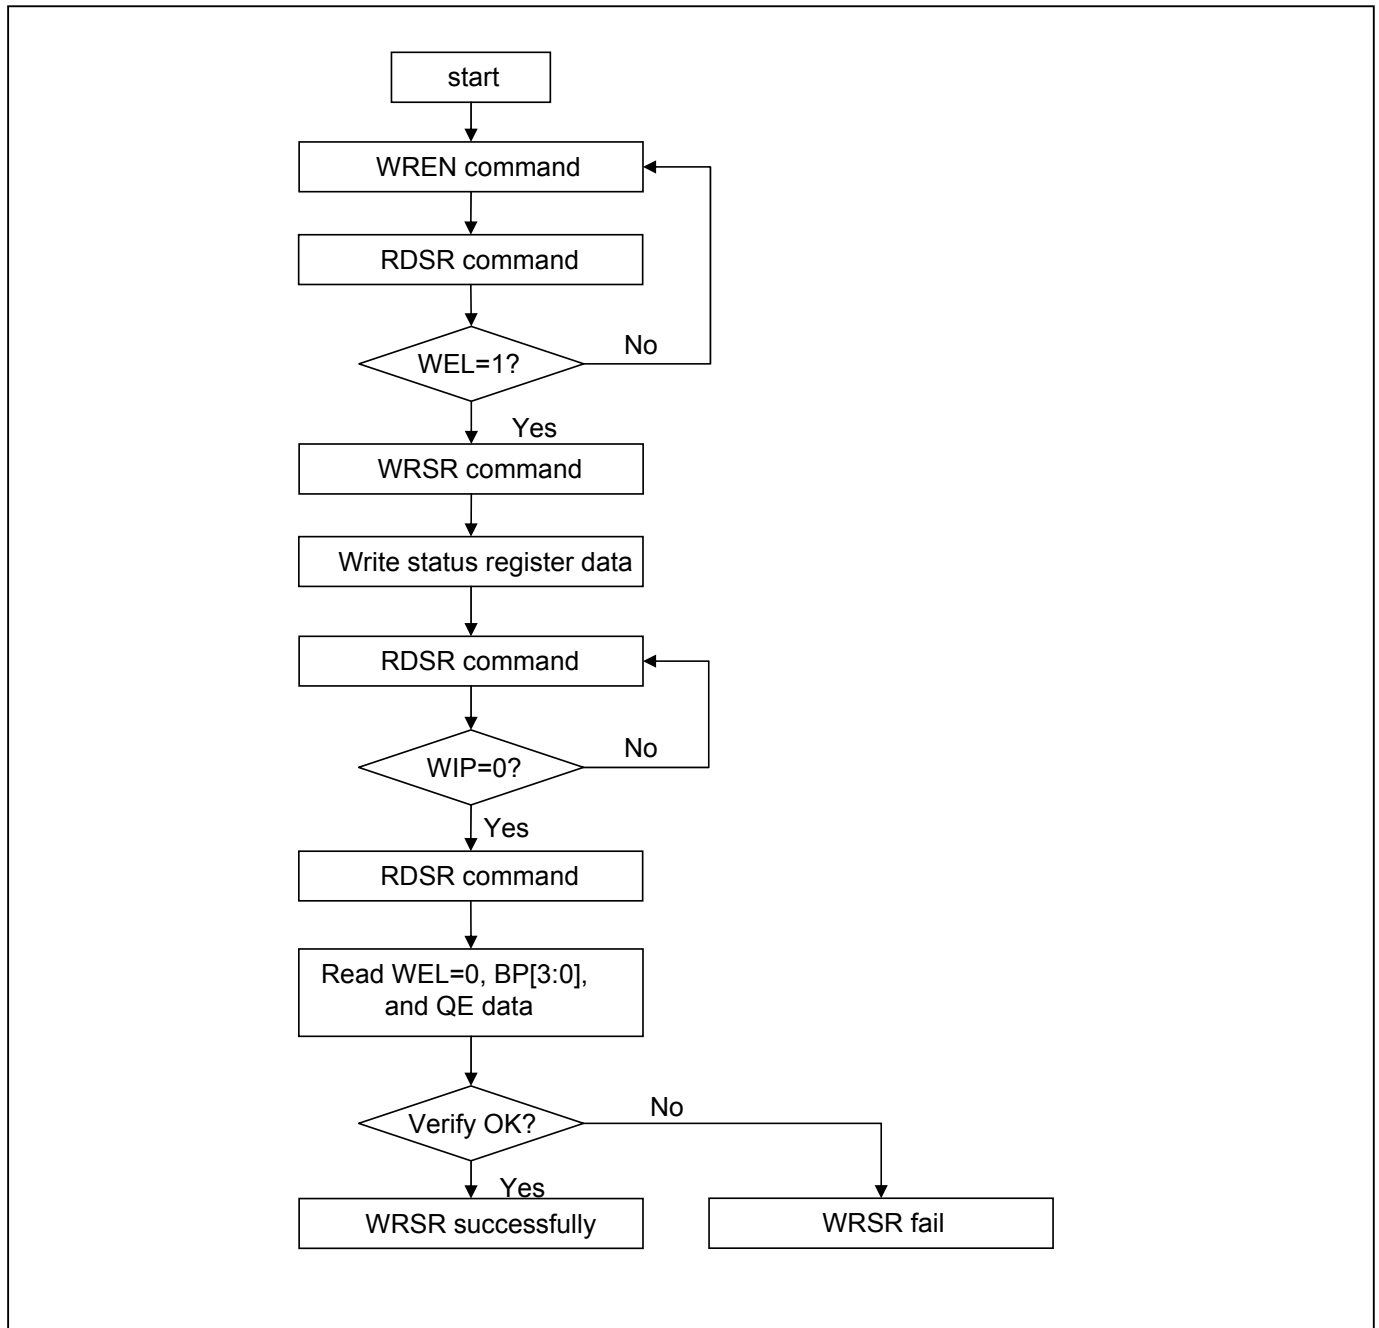 start
WREN command
RDSR command
WEL=1?
No
Yes
WRSR command
Write status register data
RDSR command
WIP=0?
No
Yes
RDSR command
Read WEL=0, BP[3:0],
and QE data
Verify OK?
No
Yes
WRSR successfully
WRSR fail